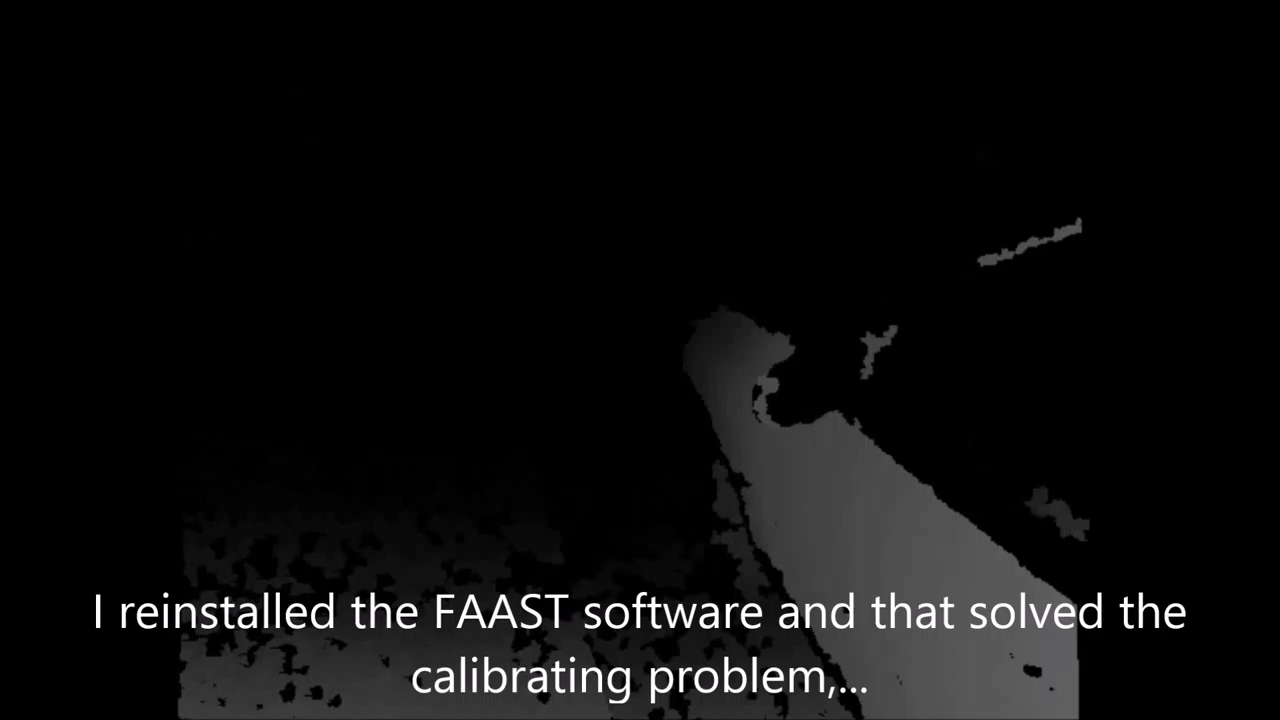 I reinstalled the FAAST software and that solved the
calibrating problem,...